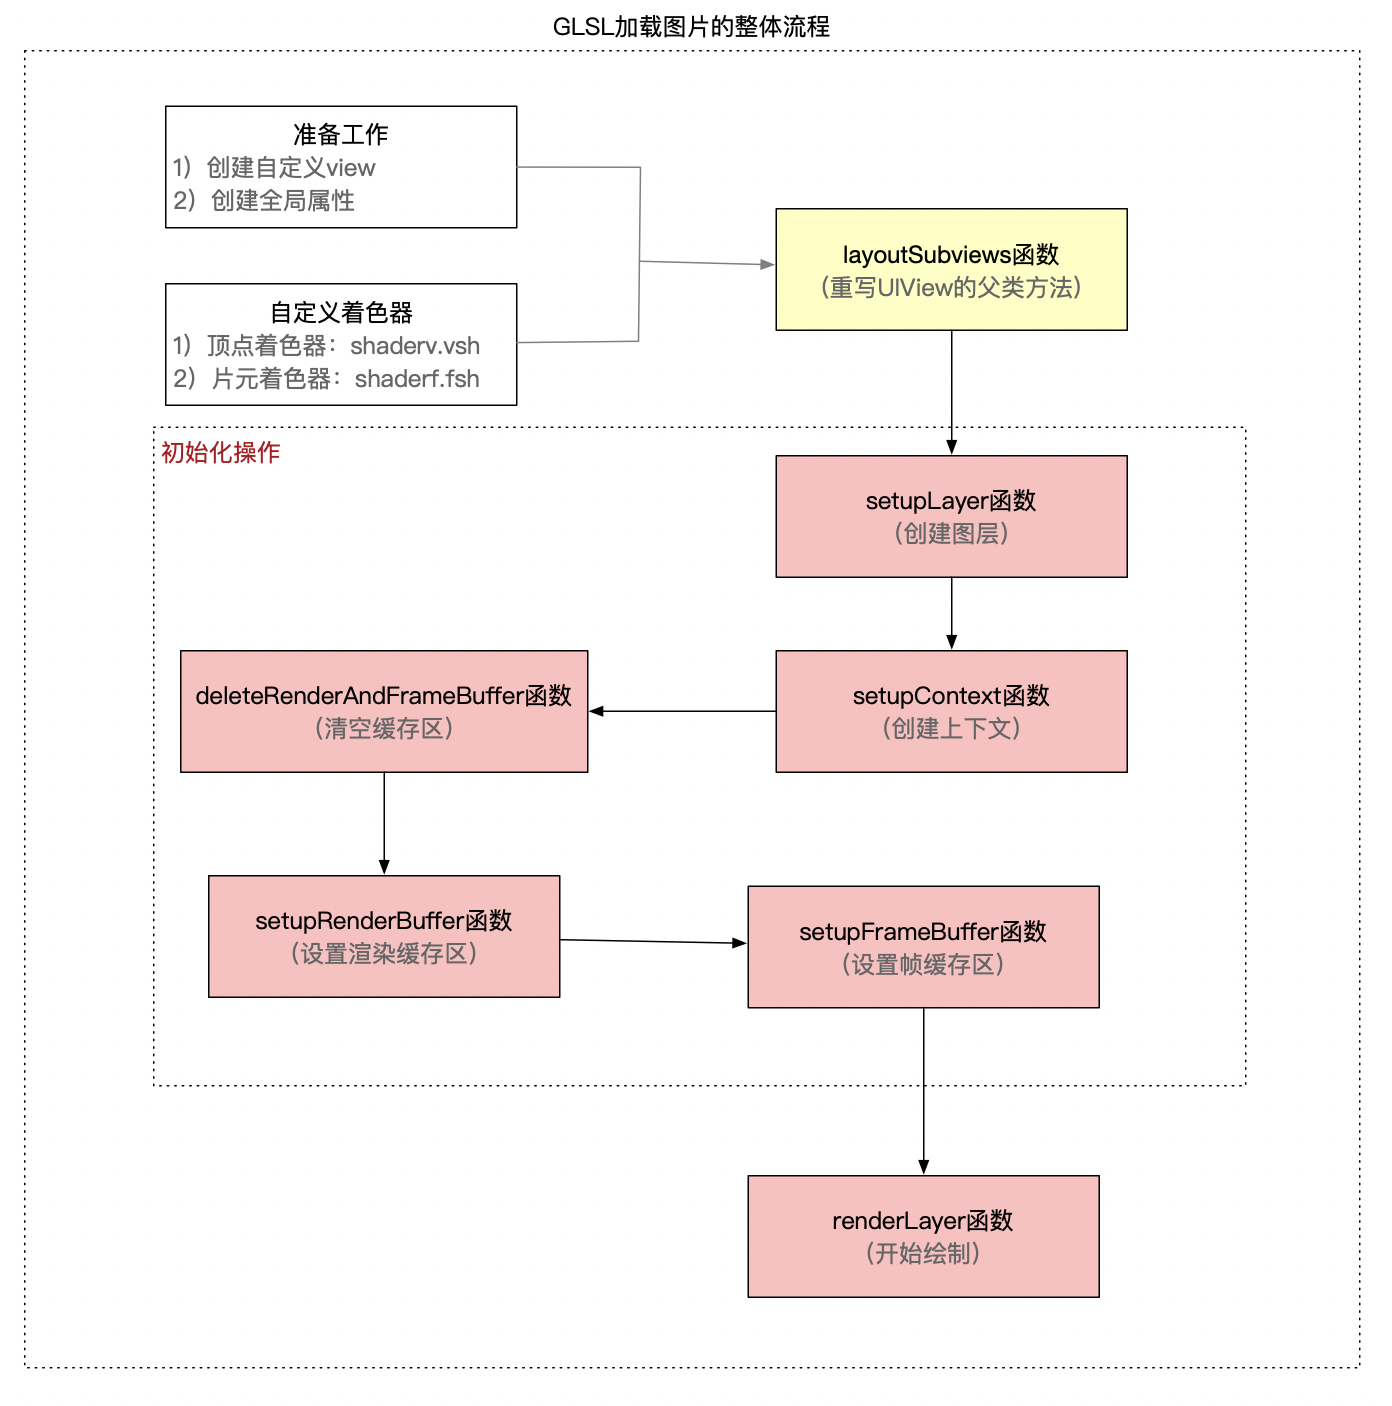 GLSL加载图片的整体流程
准备工作
1）创建自定义view
2）创建全局属性
自定义着色器
1）顶点着色器：shaderv.vsh
2）片元着色器：shaderf.fsh
layoutSubviews函数
（重写UIView的父类方法）
初始化操作
setupLayer函数
（创建图层）
setupContext函数
（创建上下文）
deleteRenderAndFrameBuffer函数
（清空缓存区）
setupRenderBuffer函数
（设置渲染缓存区）
setupFrameBuffer函数
（设置帧缓存区）
renderLayer函数
（开始绘制）